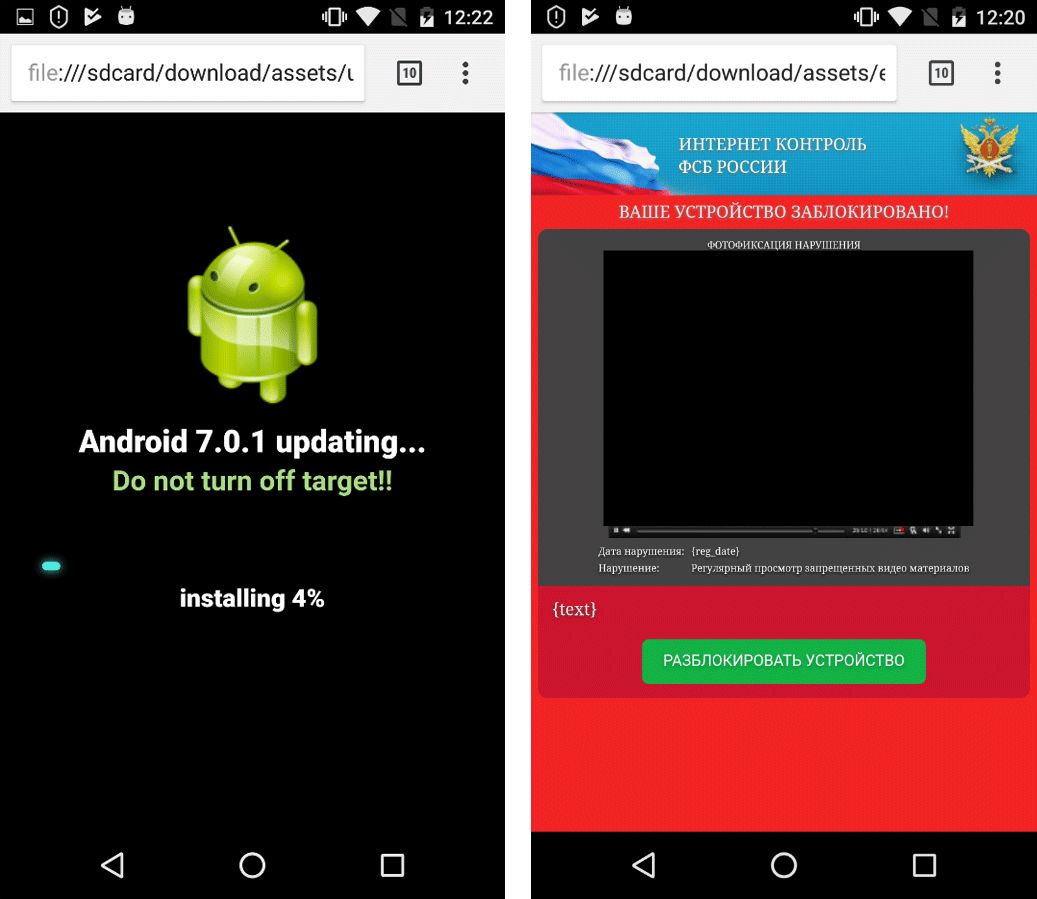 12:22
file:///sdcard/download/assets/u
10
Android 7.0.1 updating...
Do not turn off target!!
installing 4%
12:20
file:///sdcard/download/assets/e
10
ИНТЕРНЕТ КОНТРОЛЬ
ФСБ РОССИИ
ВАШЕ УСТРОЙСТВО ЗАБЛОКИРОВАНО!
ФОТОФИКСАЦИЯ НАРУШЕНИЯ
Дата нарушения: {reg_date}
Нарушение: Регулярный просмотр запрещенных видео материалов
{text}
РАЗБЛОКИРОВАТЬ УСТРОЙСТВО